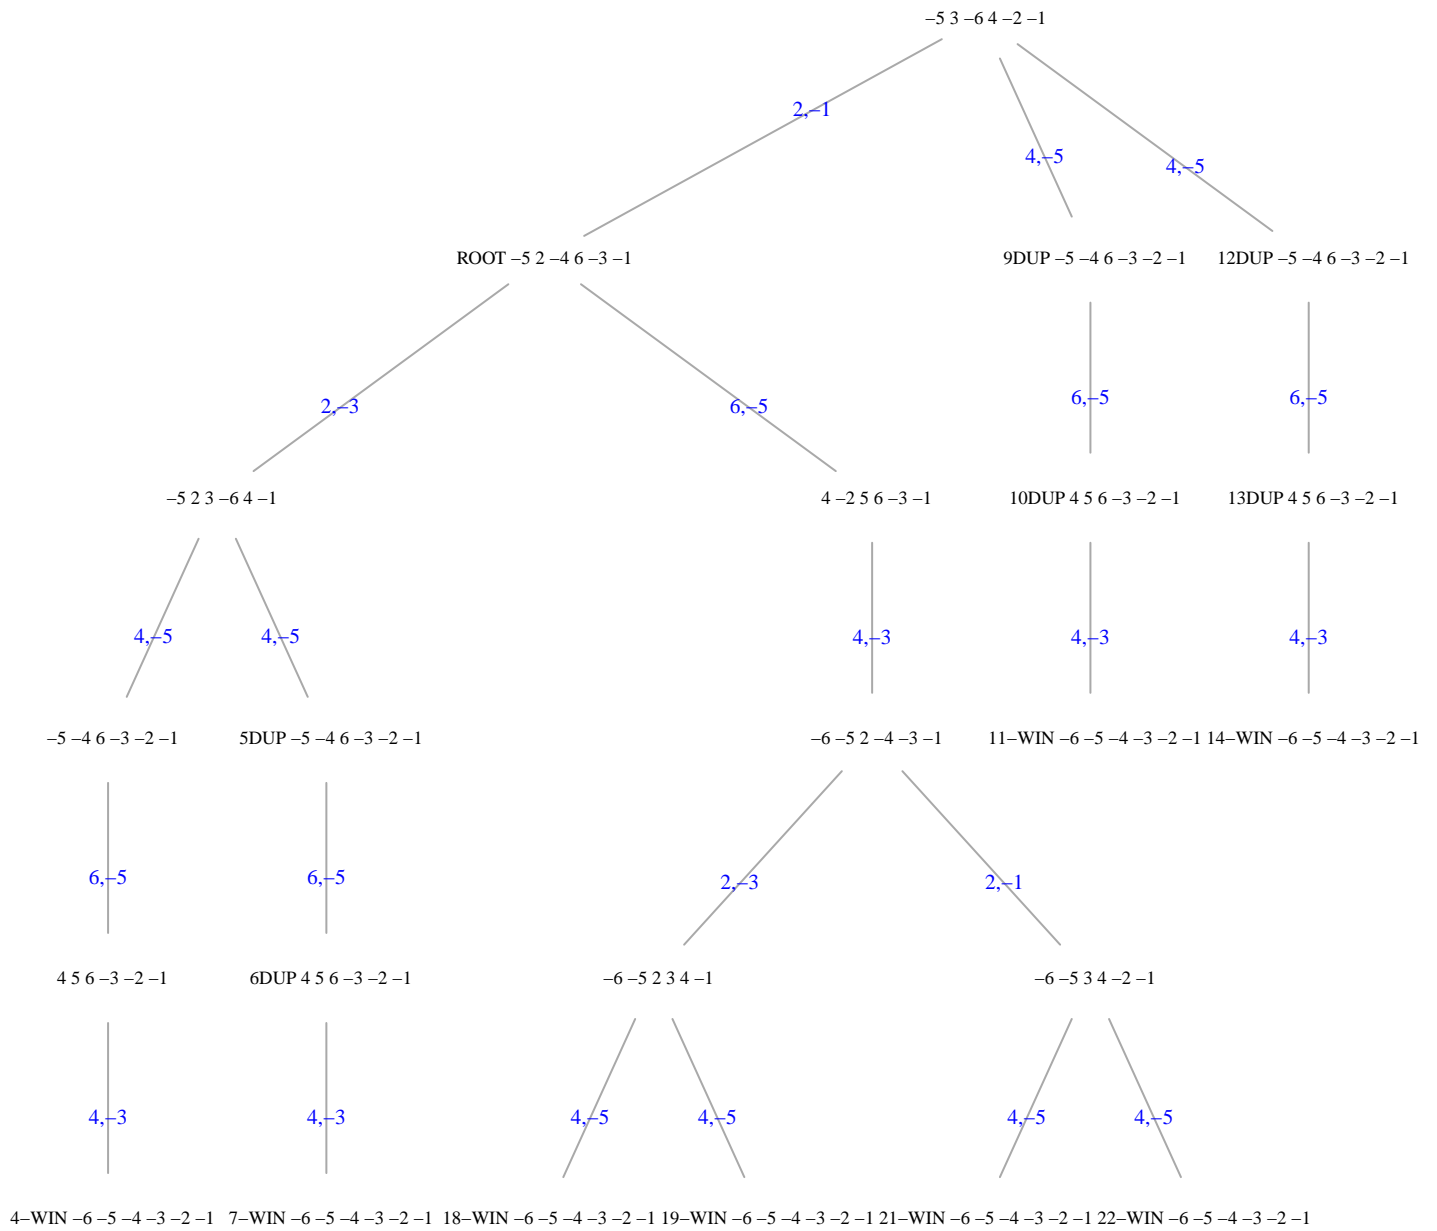 −5 3 −6 4 −2 −1
2,−1
4,−5
4,−5
ROOT −5 2 −4 6 −3 −1
9DUP −5 −4 6 −3 −2 −1
12DUP −5 −4 6 −3 −2 −1
2,−3
6,−5
6,−5
6,−5
−5 2 3 −6 4 −1
4 −2 5 6 −3 −1
10DUP 4 5 6 −3 −2 −1
13DUP 4 5 6 −3 −2 −1
4,−5
4,−5
4,−3
4,−3
4,−3
−5 −4 6 −3 −2 −1
5DUP −5 −4 6 −3 −2 −1
−6 −5 2 −4 −3 −1
11−WIN −6 −5 −4 −3 −2 −1
14−WIN −6 −5 −4 −3 −2 −1
6,−5
6,−5
2,−3
2,−1
4 5 6 −3 −2 −1
6DUP 4 5 6 −3 −2 −1
−6 −5 2 3 4 −1
−6 −5 3 4 −2 −1
4,−3
4,−3
4,−5
4,−5
4,−5
4,−5
4−WIN −6 −5 −4 −3 −2 −1
7−WIN −6 −5 −4 −3 −2 −1
18−WIN −6 −5 −4 −3 −2 −1
19−WIN −6 −5 −4 −3 −2 −1
21−WIN −6 −5 −4 −3 −2 −1
22−WIN −6 −5 −4 −3 −2 −1